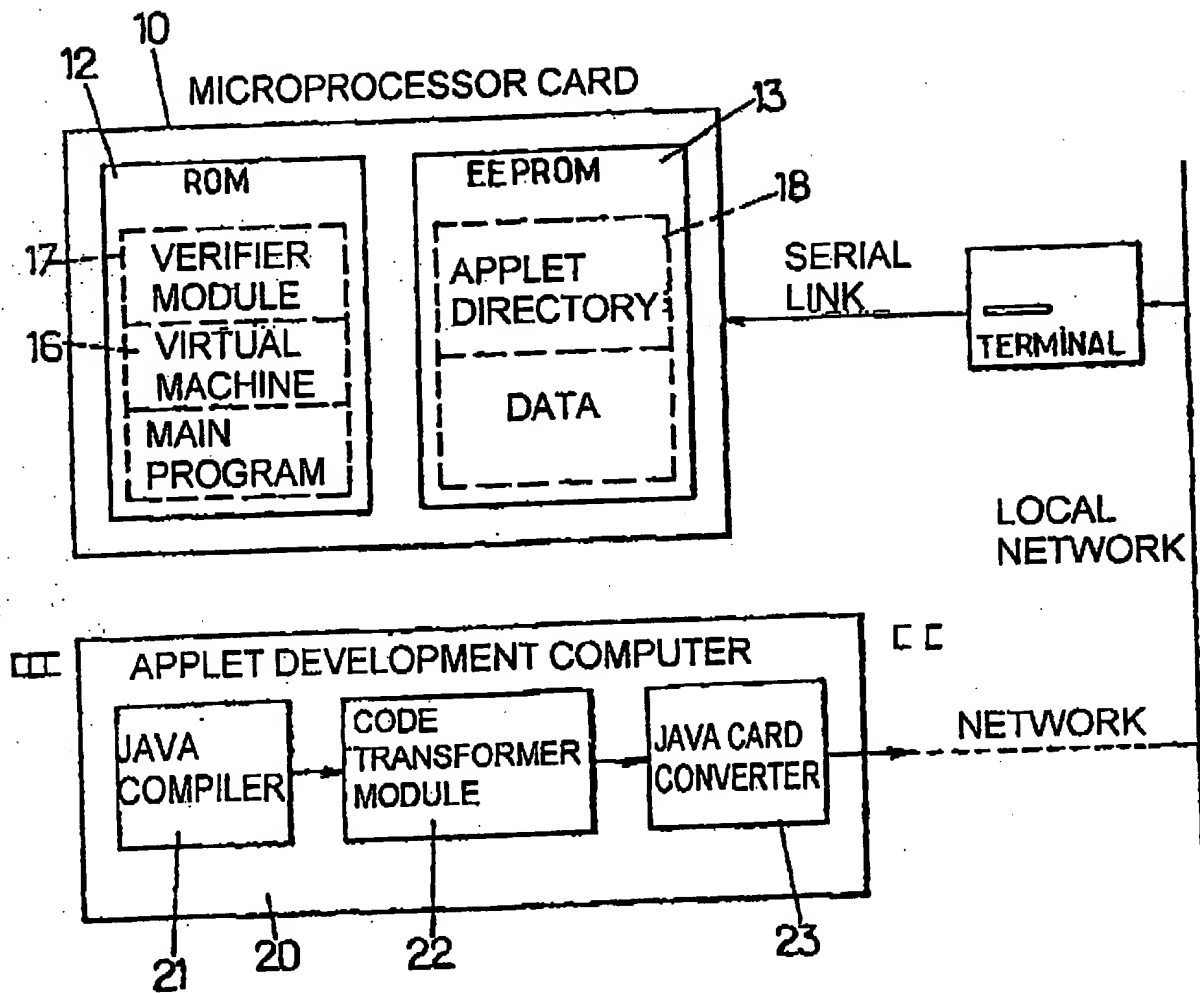 10
12
MICROPROCESSOR CARD
13
ROM
EEPROM
18
17
VERIFIER
MODULE
APPLET
DIRECTORY
SERIAL
LINK
16
VIRTUAL
MACHINE
TERMINAL
DATA
MAIN
PROGRAM
LOCAL
NETWORK
APPLET DEVELOPMENT COMPUTER
JAVA
COMPILER
CODE
TRANSFORMER
MODULE
JAVA CARD
CONVERTER
NETWORK
21
20
22
23